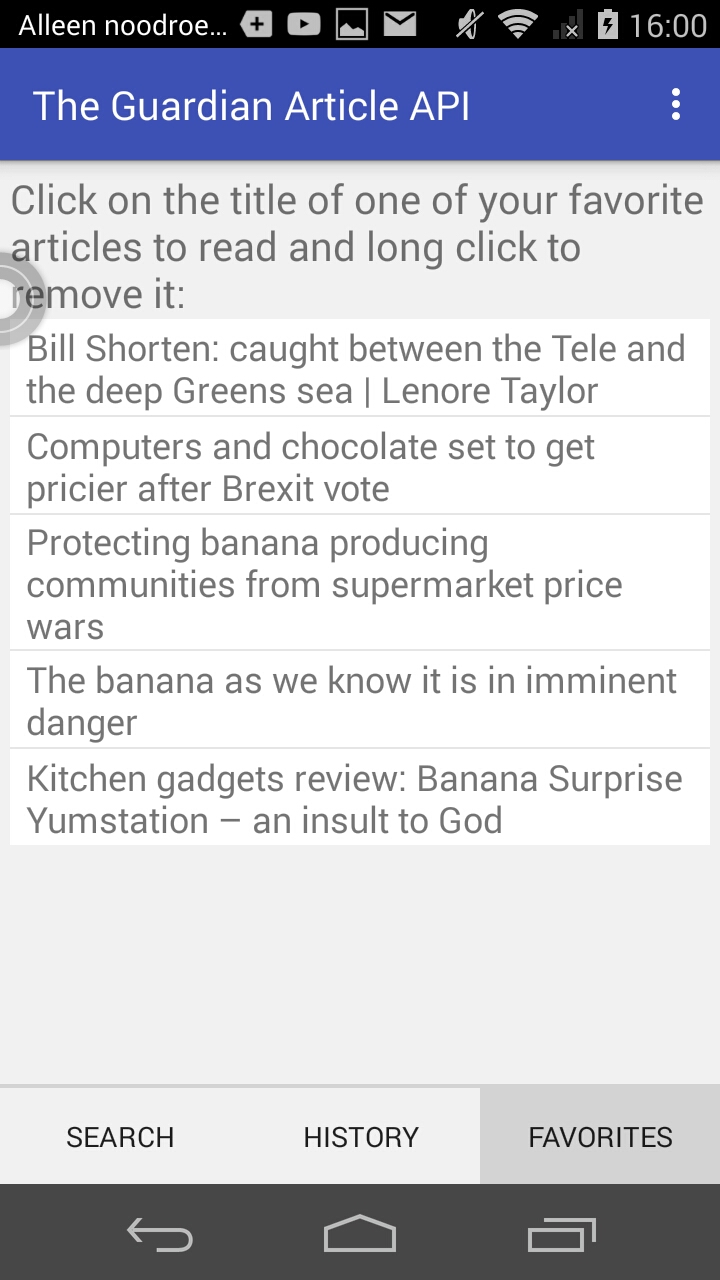 Alleen noodroe... 16:00
The Guardian Article API
Click on the title of one of your favorite
articles to read and long click to
remove it:
Bill Shorten: caught between the Tele and
the deep Greens sea | Lenore Taylor
Computers and chocolate set to get
pricier after Brexit vote
Protecting banana producing
communities from supermarket price
wars
The banana as we know it is in imminent
danger
Kitchen gadgets review: Banana Surprise
Yumstation – an insult to God
SEARCH HISTORY FAVORITES